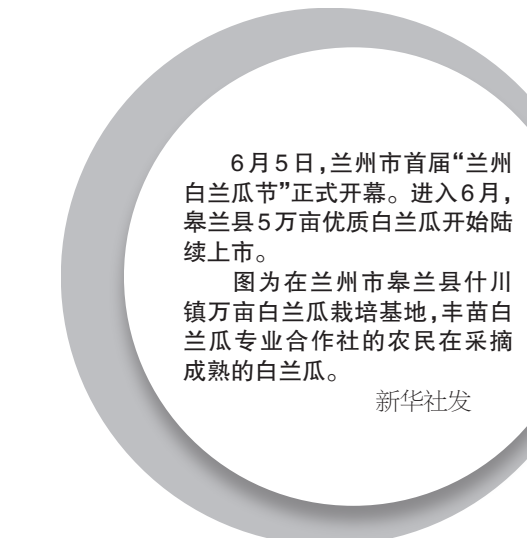 6月5日,兰州市首届“兰州
白兰瓜节”正式开幕。进入6月,
皋兰县5万亩优质白兰瓜开始陆
续上市。
图为在兰州市皋兰县什川
镇万亩白兰瓜栽培基地,丰苗白
兰瓜专业合作社的农民在采摘
成熟的白兰瓜。
新华社发